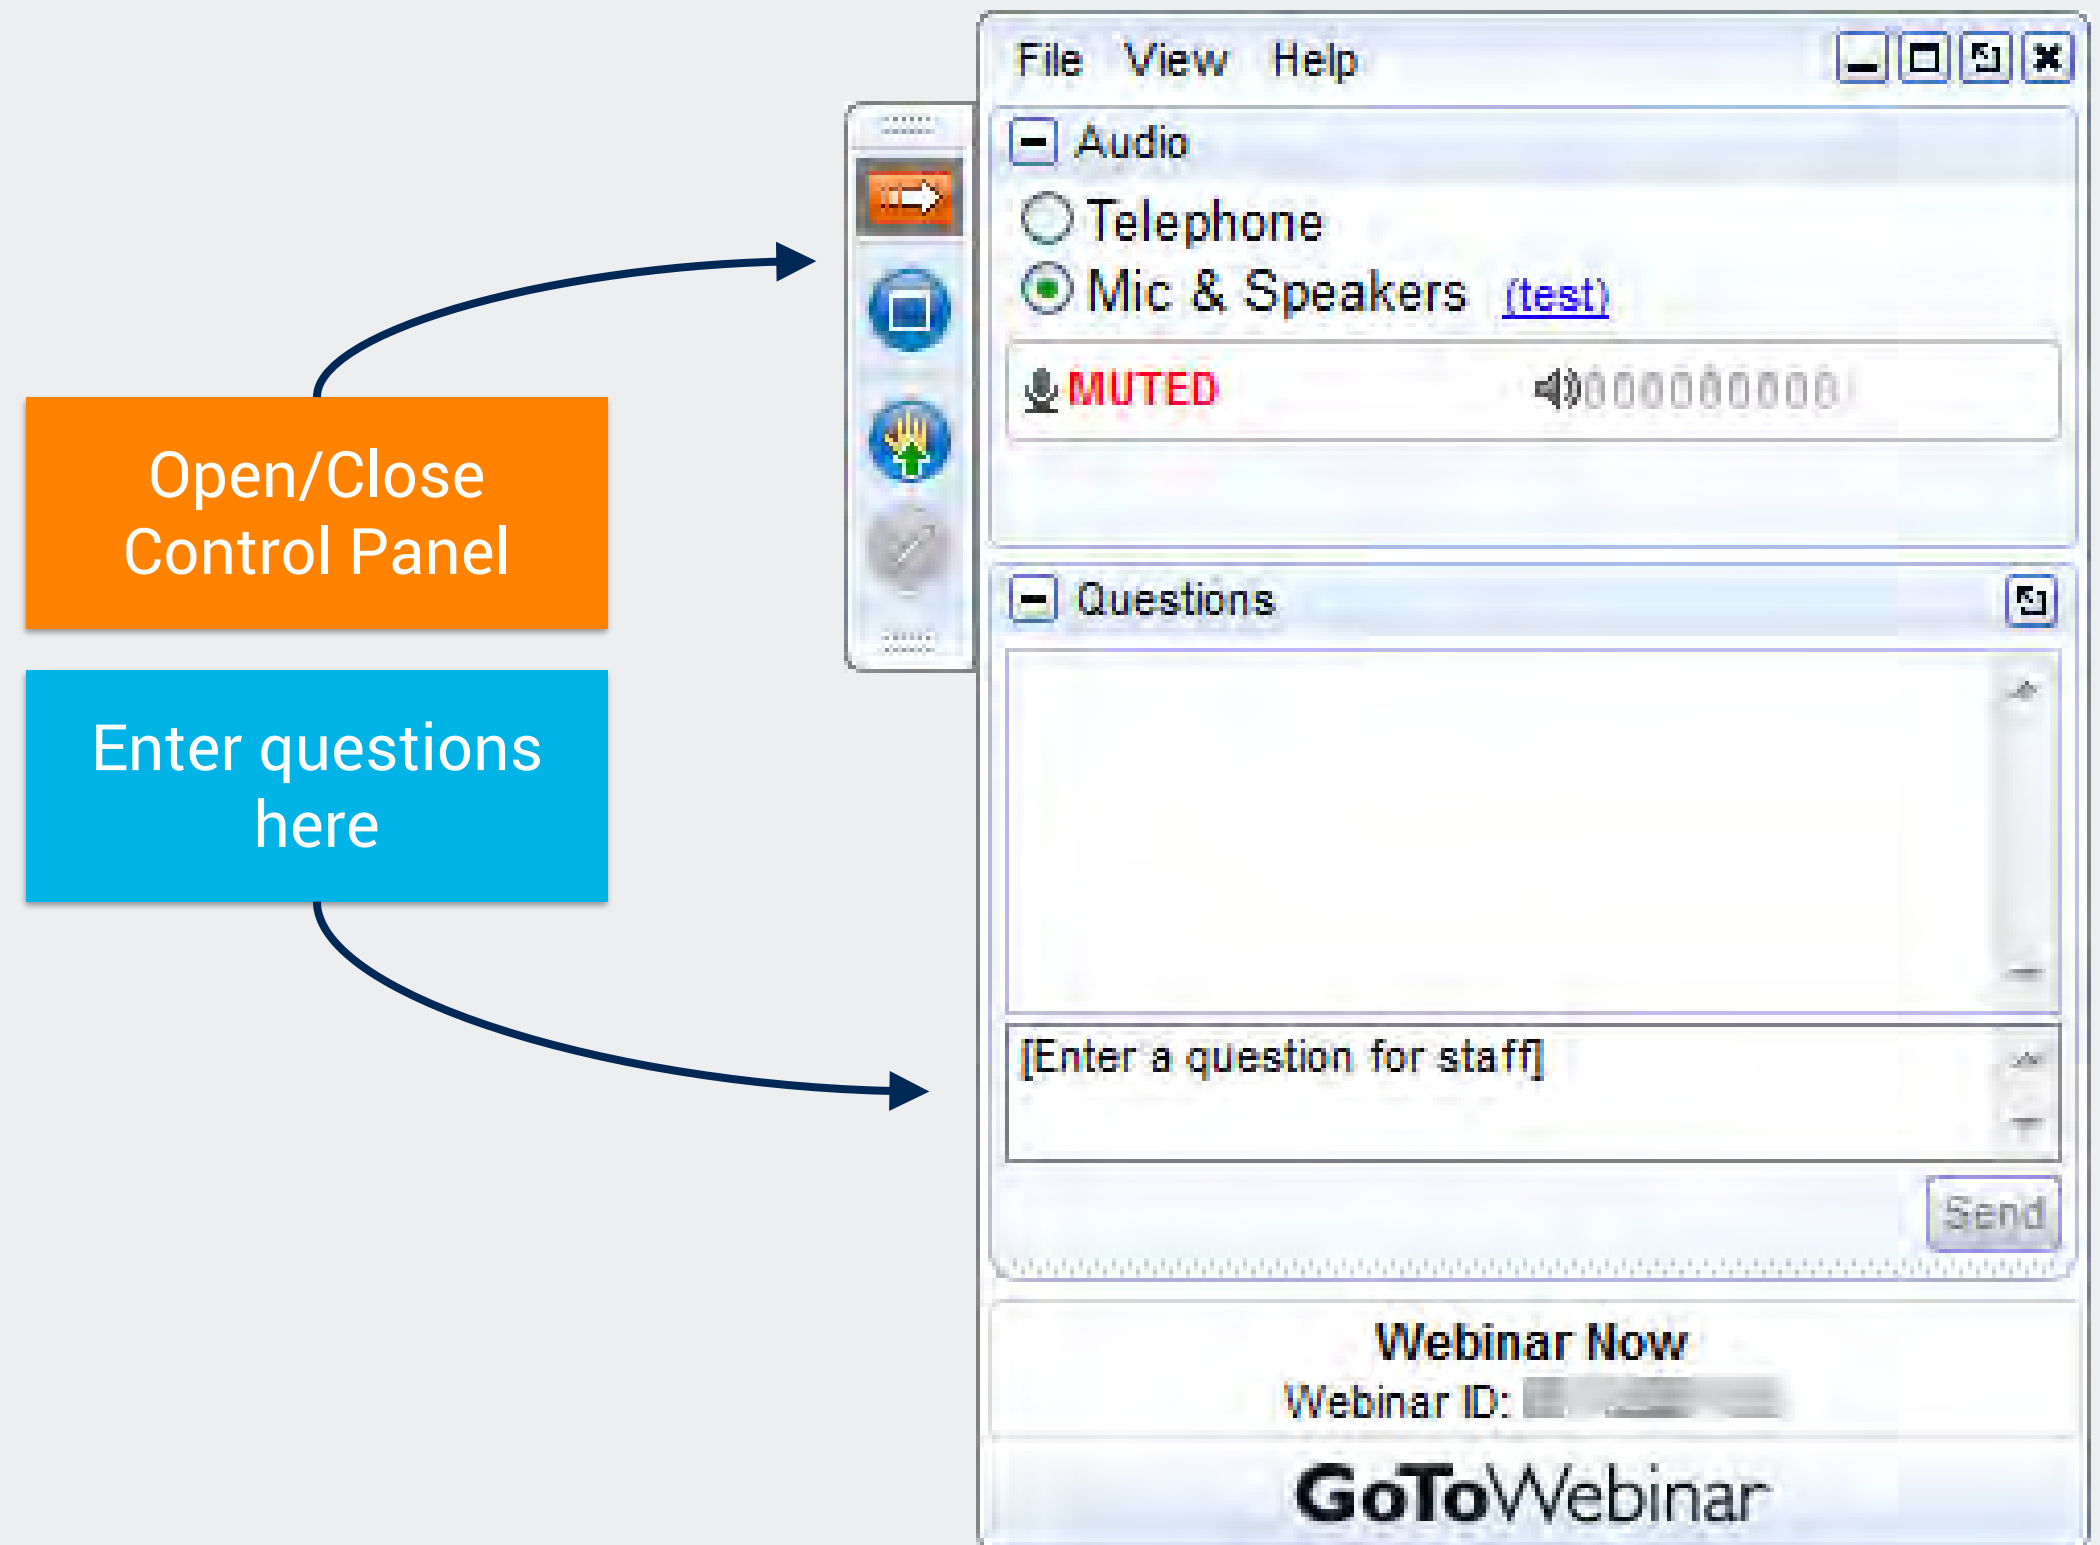 File View Help
Audio
Telephone
Mic & Speakers (test)
MUTED
Open/Close
Control Panel
Questions
Enter questions
here
[Enter a question for staff]
Send
Webinar Now
Webinar ID:
GoToWebinar